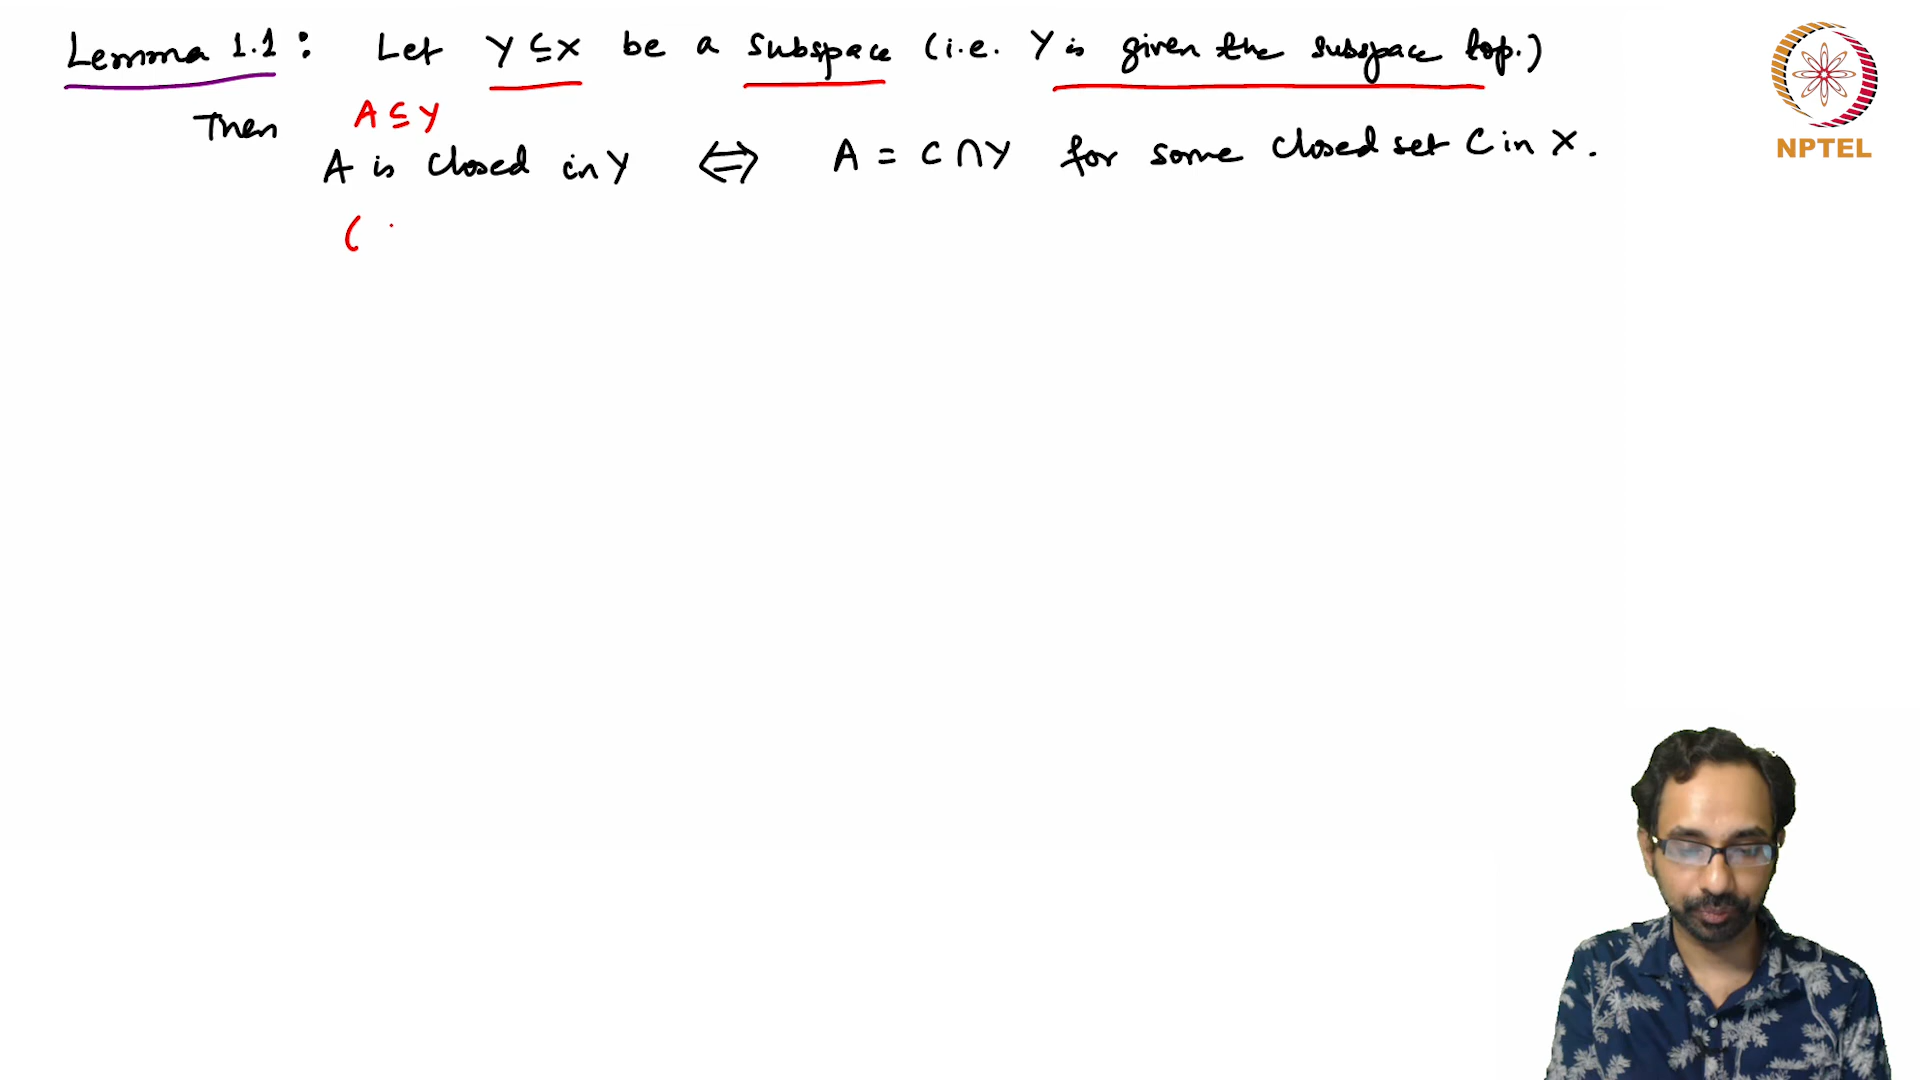 Lemma 1.1 : Let Y ⊆ X be a subspace (i.e. Y is given the subspace top.)
Then A ⊆ Y
A is closed in Y ⟺ A = C ∩ Y for some closed set C in X.
(
NPTEL